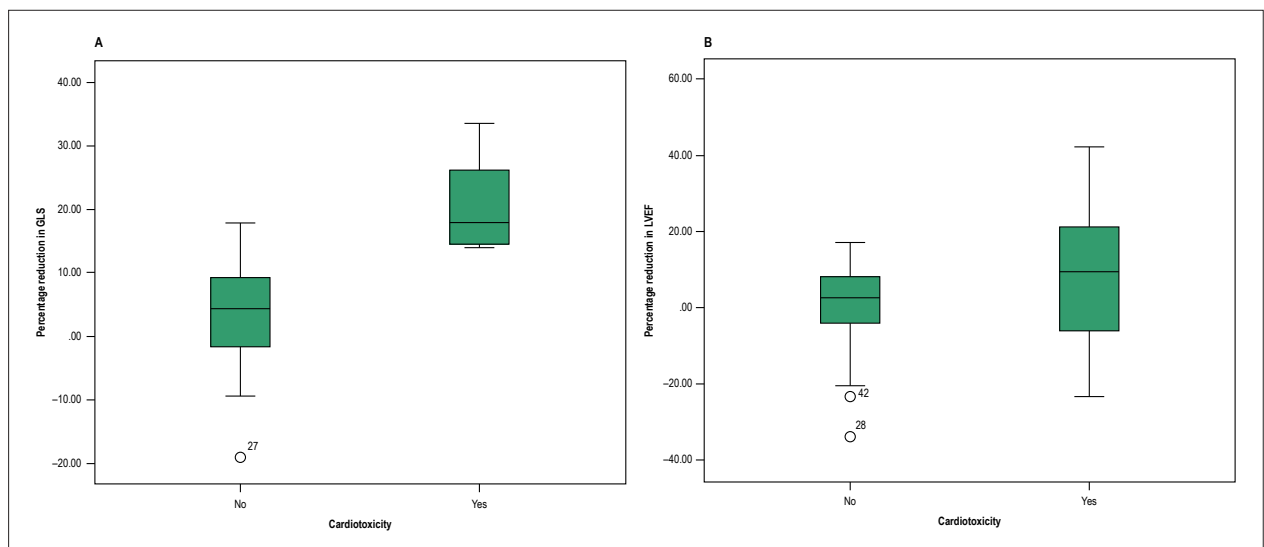 A
40.00
30.00
20.00
10.00
.00
–10.00
–20.00
Percentage reduction in GLS
27
No
Yes
Cardiotoxicity
B
60.00
40.00
20.00
.00
–20.00
–40.00
Percentage reduction in LVEF
42
28
No
Yes
Cardiotoxicity